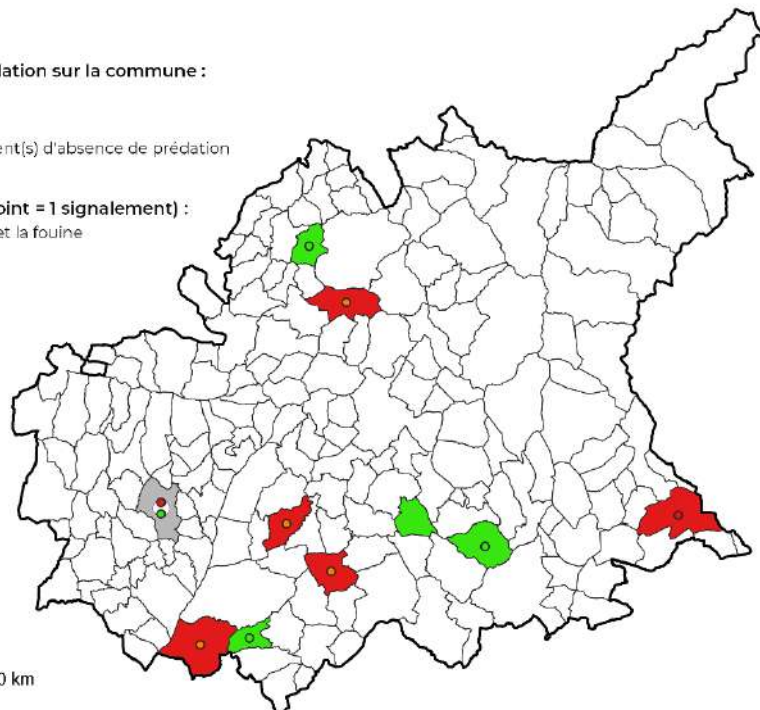 lation sur la commune :
ent(s) d'absence de prédation
oint = 1 signalement) :
et la fouine
0 km